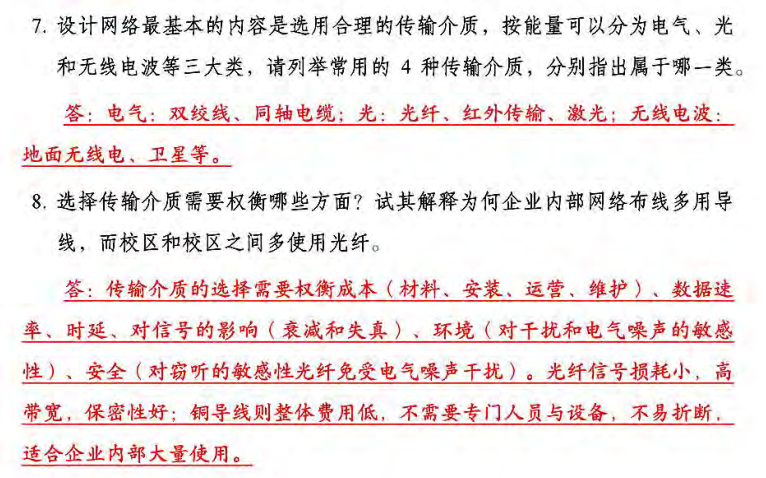 7. 设计网络最基本的内容是选用合理的传输介质，按能量可以分为电气、光
和无线电波等三大类，请列举常用的 4 种传输介质，分别指出属于哪一类。
答：电气：双绞线、同轴电缆；光：光纤、红外传输、激光；无线电波：
地面无线电、卫星等。
8. 选择传输介质需要权衡哪些方面？试其解释为何企业内部网络布线多用导
线，而校区和校区之间多使用光纤。
答：传输介质的选择需要权衡成本（材料、安装、运营、维护）、数据速
率、时延、对信号的影响（衰减和失真）、环境（对干扰和电气噪声的敏感
性）、安全（对窃听的敏感性光纤免受电气噪声干扰）。光纤信号损耗小，高
带宽，保密性好；铜导线则整体费用低，不需要专门人员与设备，不易折断，
适合企业内部大量使用。